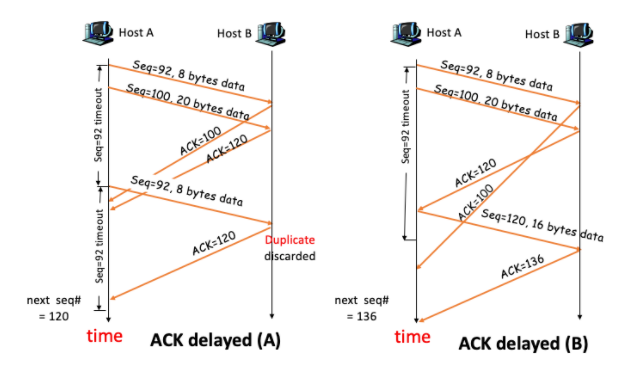 Host A
Host B
Seq=92, 8 bytes data
Seq=100, 20 bytes data
Seq=92 timeout
ACK=100
ACK=120
Seq=92, 8 bytes data
Seq=92 timeout
ACK=120
Duplicate
discarded
next seq#
= 120
time
ACK delayed (A)
Host A
Host B
Seq=92, 8 bytes data
Seq=100, 20 bytes data
Seq=92 timeout
ACK=120
ACK=100
Seq=120, 16 bytes data
ACK=136
next seq#
= 136
time
ACK delayed (B)